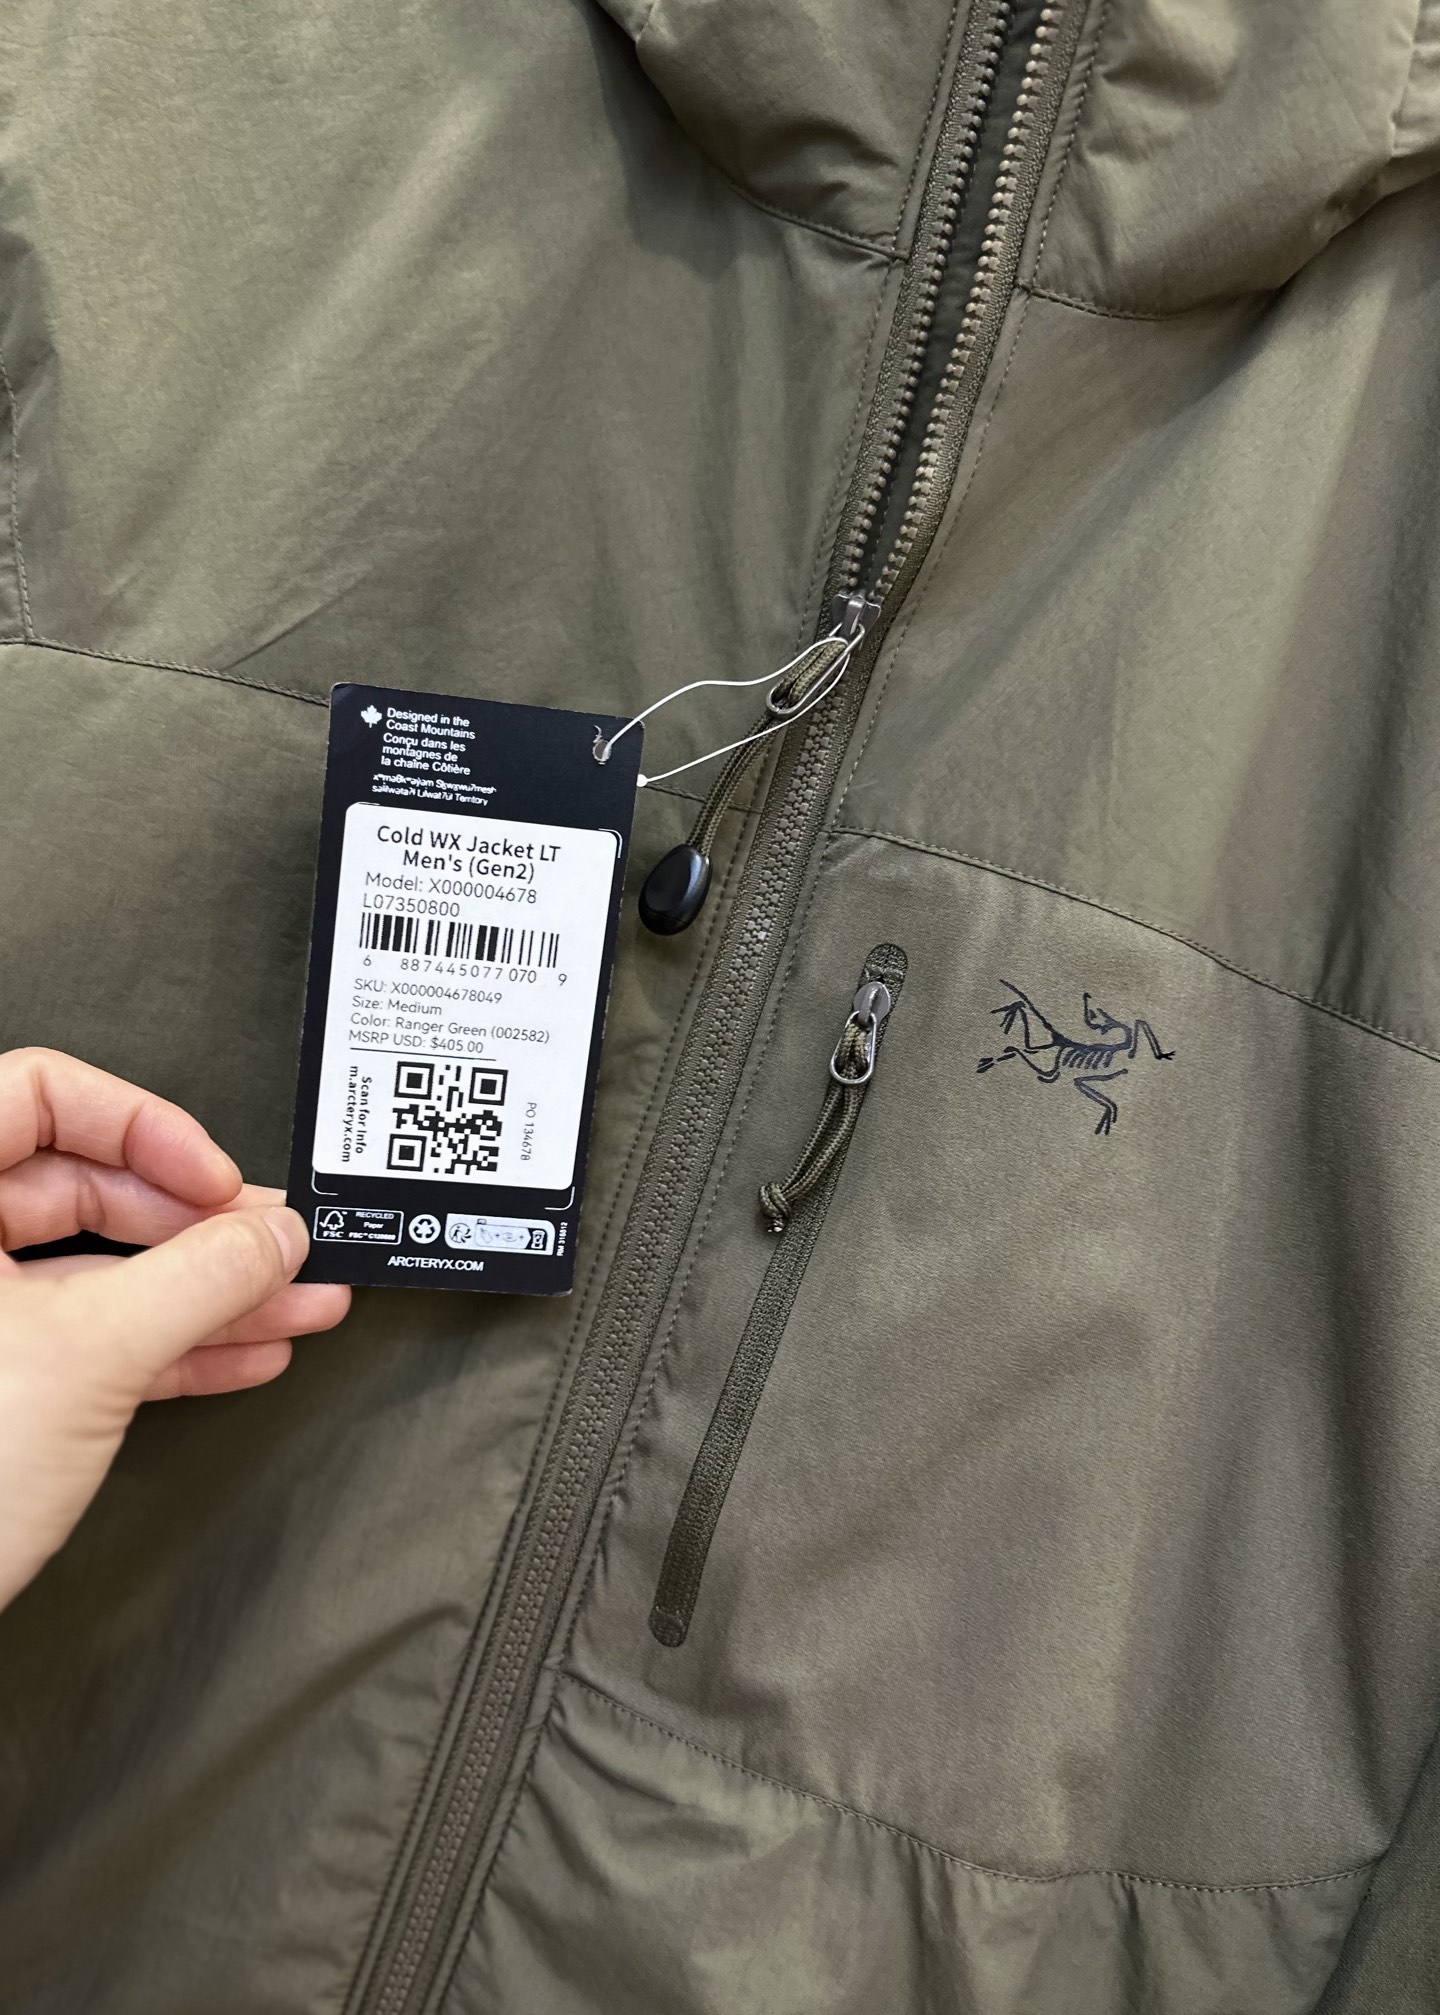 Designed in the
Coast Mountains
Conçu dans les
montagnes de
la chaîne Côtière
Territory
Cold WX Jacket LT
Men's (Gen2)
Model: X000004678
L07350800
6 887445077070 9
SKU: X000004678049
Size: Medium
Color: Ranger Green (002582)
MSRP USD: $405.00
Scan for Info
m.arcteryx.com
PO 134678
FSC
RECYCLED
Paper
ARCTERYX.COM